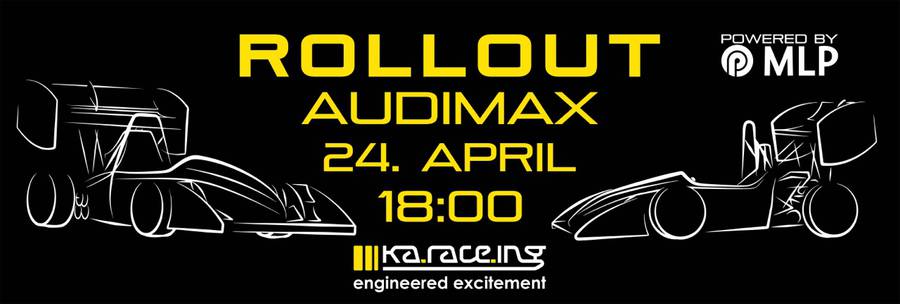 ROLLOUT
AUDIMAX
24. APRIL
18:00
POWERED BY
MLP
ka.race.ing
engineered excitement